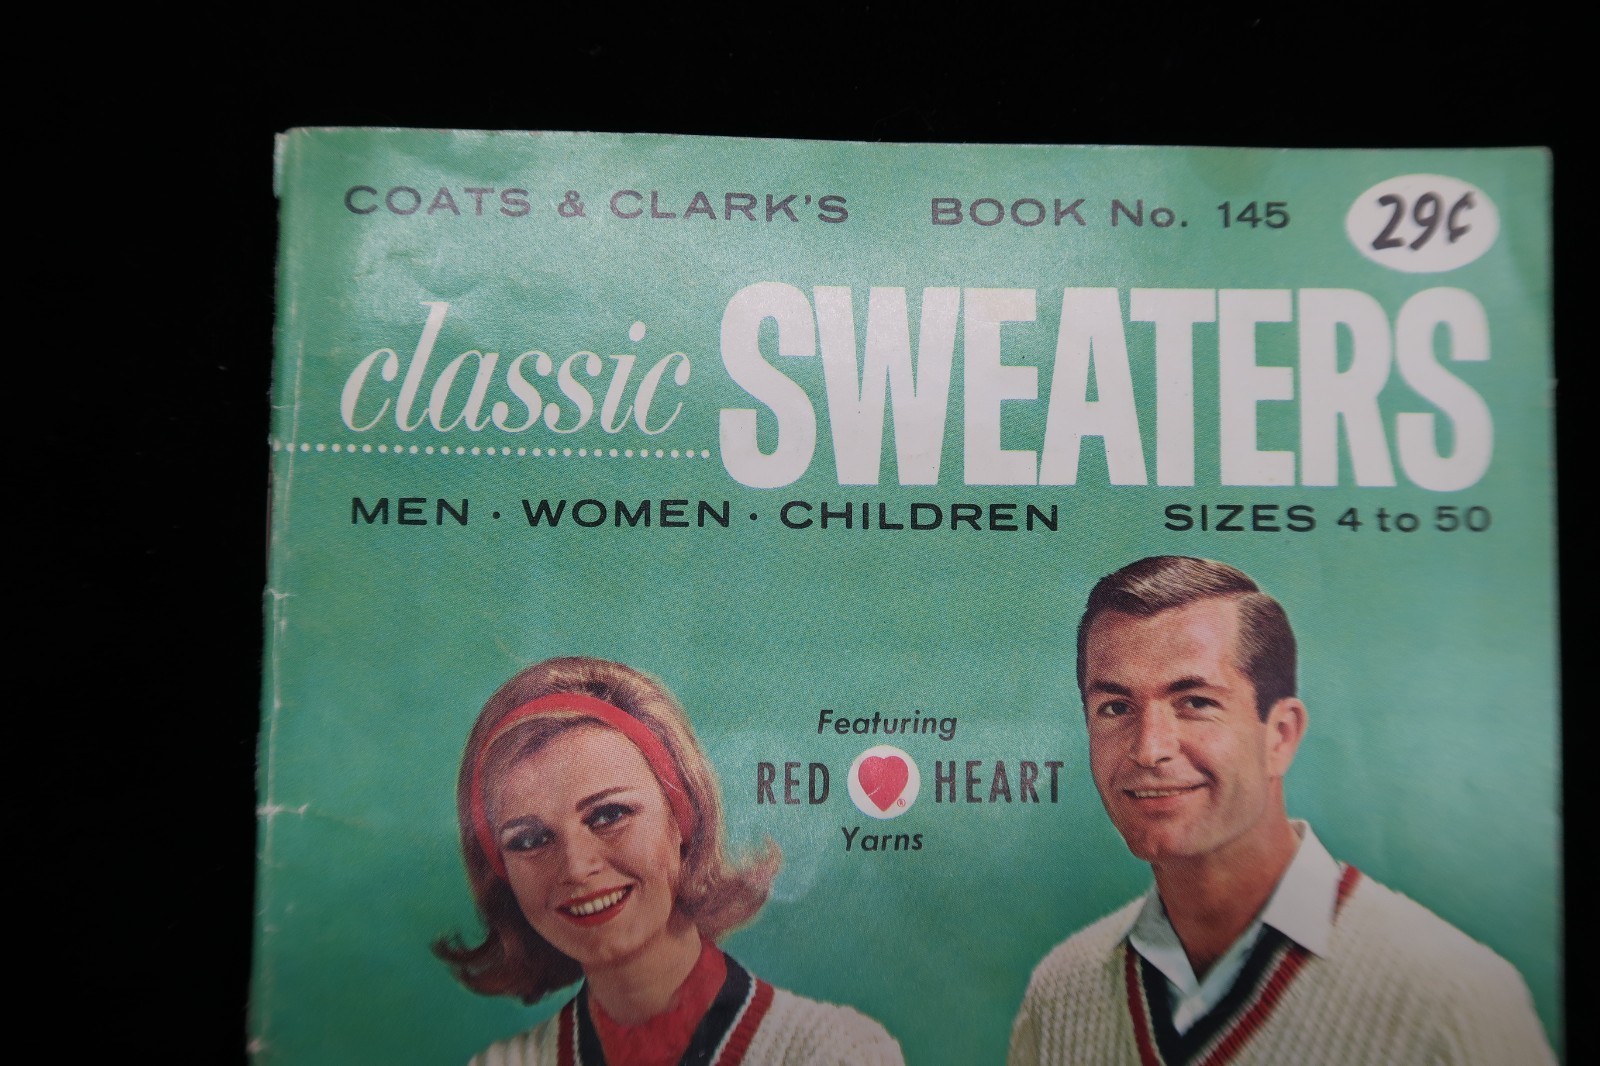 COATS & CLARK'S BOOK No. 145 29¢
classic SWEATERS
MEN · WOMEN · CHILDREN SIZES 4 to 50
Featuring
RED HEART
®
Yarns